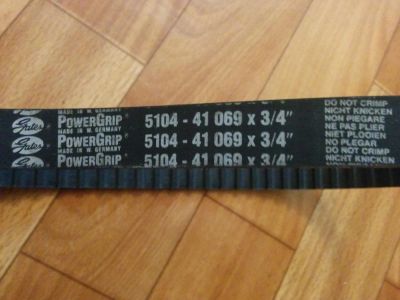 MADE IN W. GERMANY
Gates POWERGRIP 5104 - 41 069 x 3/4"
MADE IN W. GERMANY
Gates POWERGRIP 5104 - 41 069 x 3/4"
MADE IN W. GERMANY
Gates POWERGRIP 5104 - 41 069 x 3/4"
DO NOT CRIMP
NICHT KNICKEN
NON PIEGARE
NE PAS PLIER
NIET PLOOIEN
NO PLEGAR
DO NOT CRIMP
NICHT KNICKEN